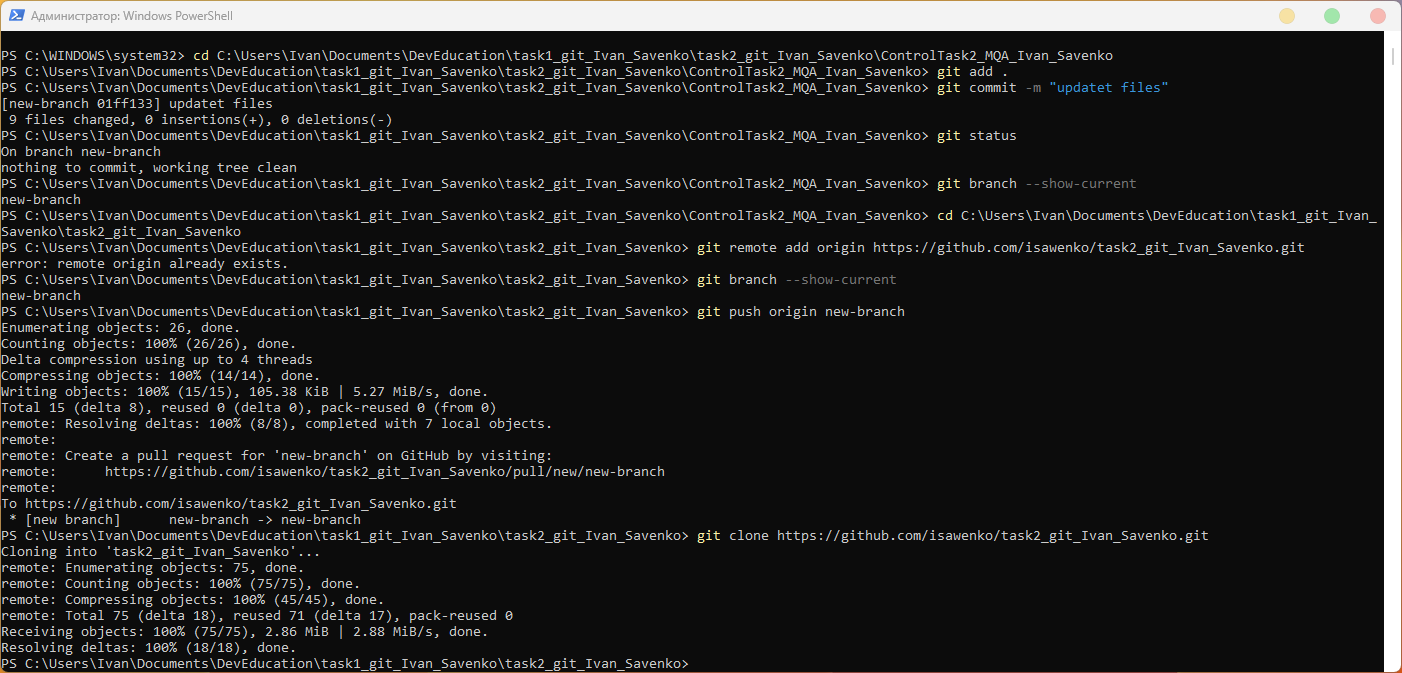 Администратор: Windows PowerShell
PS C:\WINDOWS\system32> cd C:\Users\Ivan\Documents\DevEducation\task1_git_Ivan_Savenko\task2_git_Ivan_Savenko\ControlTask2_MQA_Ivan_Savenko
PS C:\Users\Ivan\Documents\DevEducation\task1_git_Ivan_Savenko\task2_git_Ivan_Savenko\ControlTask2_MQA_Ivan_Savenko> git add .
PS C:\Users\Ivan\Documents\DevEducation\task1_git_Ivan_Savenko\task2_git_Ivan_Savenko\ControlTask2_MQA_Ivan_Savenko> git commit -m "updatet files"
[new-branch 01ff133] updatet files
 9 files changed, 0 insertions(+), 0 deletions(-)
PS C:\Users\Ivan\Documents\DevEducation\task1_git_Ivan_Savenko\task2_git_Ivan_Savenko\ControlTask2_MQA_Ivan_Savenko> git status
On branch new-branch
nothing to commit, working tree clean
PS C:\Users\Ivan\Documents\DevEducation\task1_git_Ivan_Savenko\task2_git_Ivan_Savenko\ControlTask2_MQA_Ivan_Savenko> git branch --show-current
new-branch
PS C:\Users\Ivan\Documents\DevEducation\task1_git_Ivan_Savenko\task2_git_Ivan_Savenko\ControlTask2_MQA_Ivan_Savenko> cd C:\Users\Ivan\Documents\DevEducation\task1_git_Ivan_
Savenko\task2_git_Ivan_Savenko
PS C:\Users\Ivan\Documents\DevEducation\task1_git_Ivan_Savenko\task2_git_Ivan_Savenko> git remote add origin https://github.com/isawenko/task2_git_Ivan_Savenko.git
error: remote origin already exists.
PS C:\Users\Ivan\Documents\DevEducation\task1_git_Ivan_Savenko\task2_git_Ivan_Savenko> git branch --show-current
new-branch
PS C:\Users\Ivan\Documents\DevEducation\task1_git_Ivan_Savenko\task2_git_Ivan_Savenko> git push origin new-branch
Enumerating objects: 26, done.
Counting objects: 100% (26/26), done.
Delta compression using up to 4 threads
Compressing objects: 100% (14/14), done.
Writing objects: 100% (15/15), 105.38 KiB | 5.27 MiB/s, done.
Total 15 (delta 8), reused 0 (delta 0), pack-reused 0 (from 0)
remote: Resolving deltas: 100% (8/8), completed with 7 local objects.
remote:
remote: Create a pull request for 'new-branch' on GitHub by visiting:
remote:      https://github.com/isawenko/task2_git_Ivan_Savenko/pull/new/new-branch
remote:
To https://github.com/isawenko/task2_git_Ivan_Savenko.git
 * [new branch]      new-branch -> new-branch
PS C:\Users\Ivan\Documents\DevEducation\task1_git_Ivan_Savenko\task2_git_Ivan_Savenko> git clone https://github.com/isawenko/task2_git_Ivan_Savenko.git
Cloning into 'task2_git_Ivan_Savenko'...
remote: Enumerating objects: 75, done.
remote: Counting objects: 100% (75/75), done.
remote: Compressing objects: 100% (45/45), done.
remote: Total 75 (delta 18), reused 71 (delta 17), pack-reused 0
Receiving objects: 100% (75/75), 2.86 MiB | 2.88 MiB/s, done.
Resolving deltas: 100% (18/18), done.
PS C:\Users\Ivan\Documents\DevEducation\task1_git_Ivan_Savenko\task2_git_Ivan_Savenko>